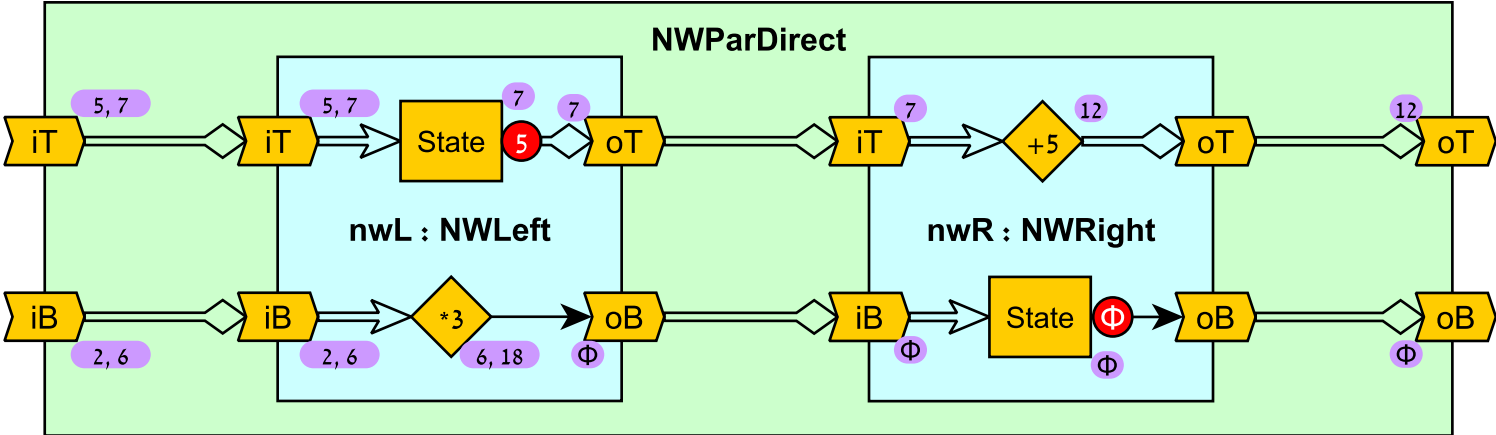 NWParDirect
5, 7
5, 7
7
7
7
12
12
iT
iT
State
5
oT
iT
+5
oT
oT
nwL : NWLeft
nwR : NWRight
iB
iB
*3
oB
iB
State
Φ
oB
oB
2, 6
2, 6
6, 18
Φ
Φ
Φ
Φ